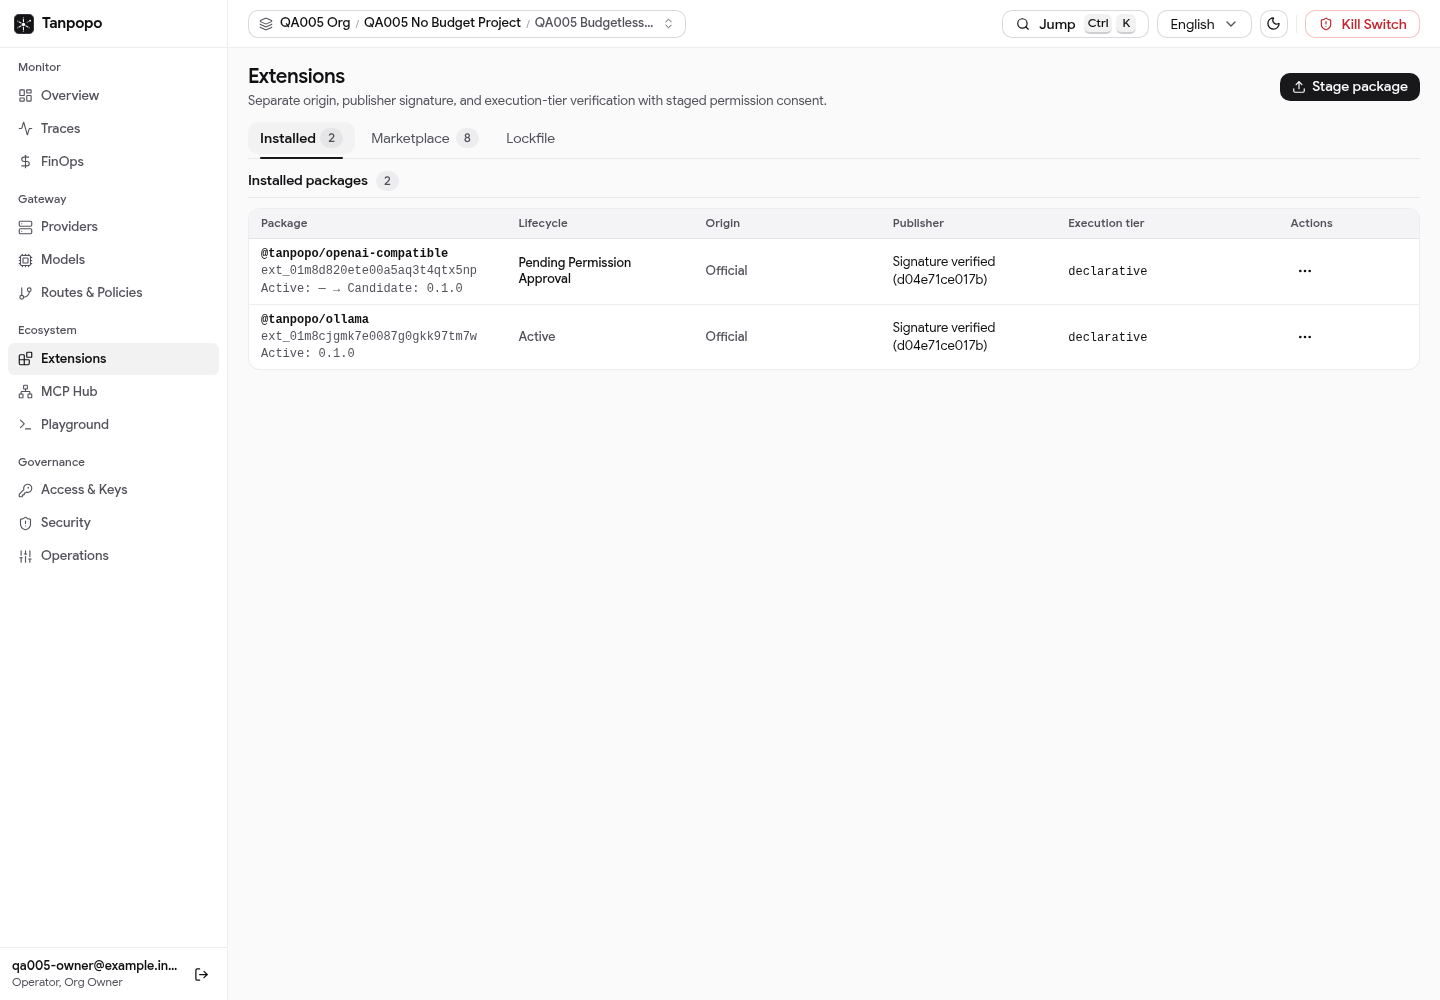 Tanpopo
QA005 Org / QA005 No Budget Project / QA005 Budgetless...
Jump Ctrl K
English
Kill Switch
Monitor
Overview
Traces
FinOps
Gateway
Providers
Models
Routes & Policies
Ecosystem
Extensions
MCP Hub
Playground
Governance
Access & Keys
Security
Operations
qa005-owner@example.in...
Operator, Org Owner
Extensions
Separate origin, publisher signature, and execution-tier verification with staged permission consent.
Stage package
Installed 2 Marketplace 8 Lockfile
Installed packages 2
Package Lifecycle Origin Publisher Execution tier Actions
@tanpopo/openai-compatible
ext_01m8d820ete00a5aq3t4qtx5np
Active: — → Candidate: 0.1.0
Pending Permission
Approval
Official
Signature verified
(d04e71ce017b)
declarative
@tanpopo/ollama
ext_01m8cjgmk7e0087g0gkk97tm7w
Active: 0.1.0
Active
Official
Signature verified
(d04e71ce017b)
declarative